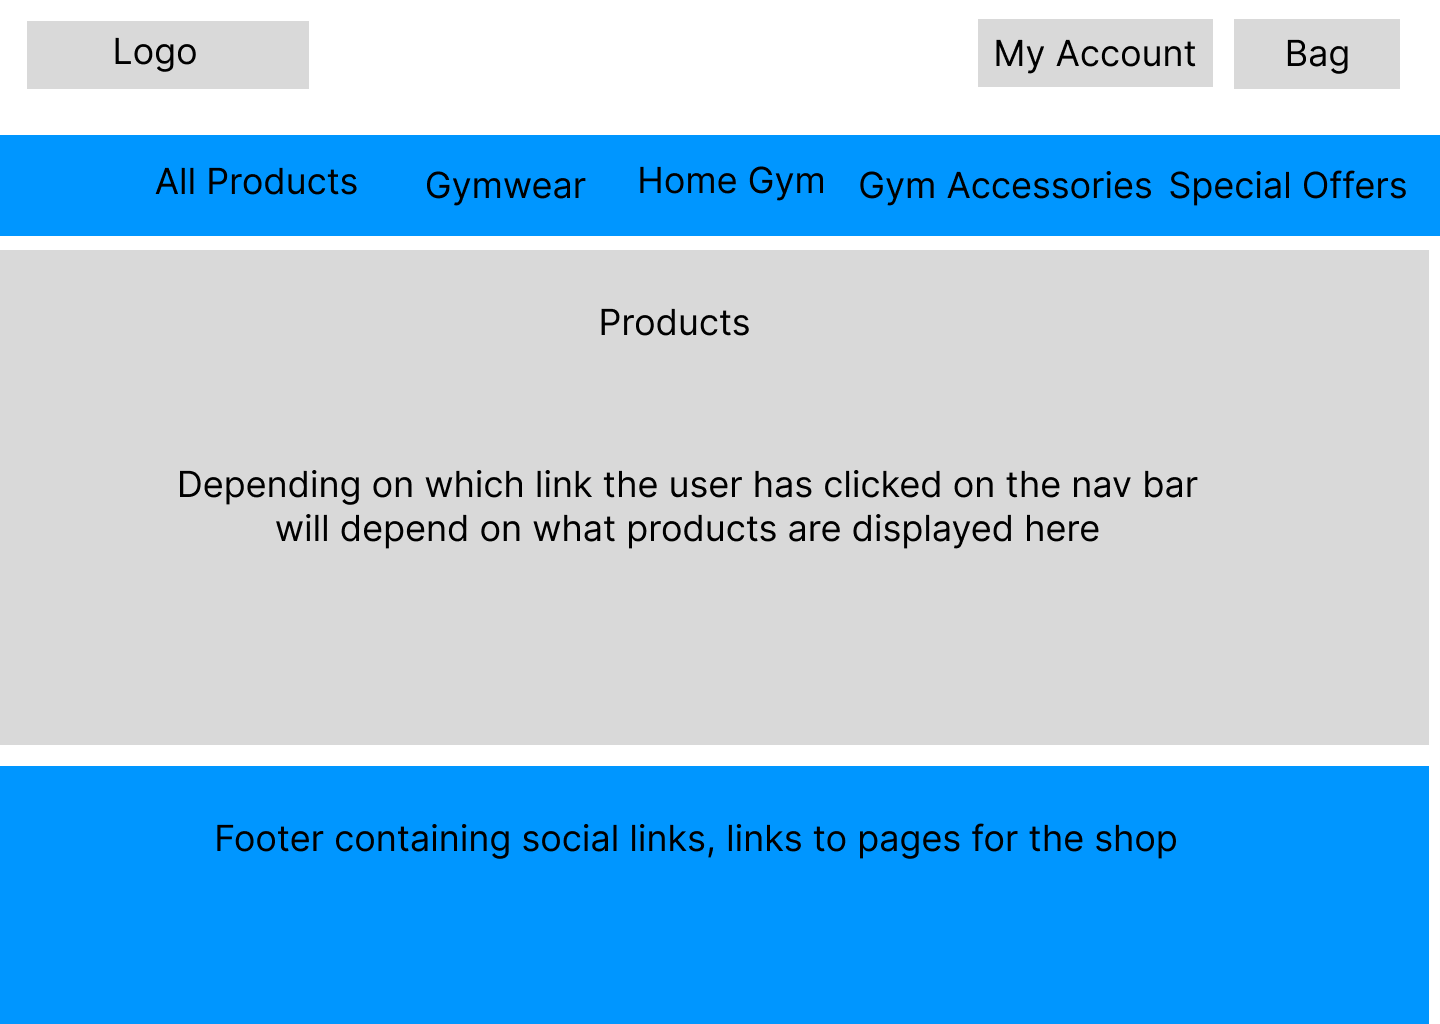 Logo
My Account
Bag
All Products
Gymwear
Home Gym
Gym Accessories
Special Offers
Products
Depending on which link the user has clicked on the nav bar
will depend on what products are displayed here
Footer containing social links, links to pages for the shop